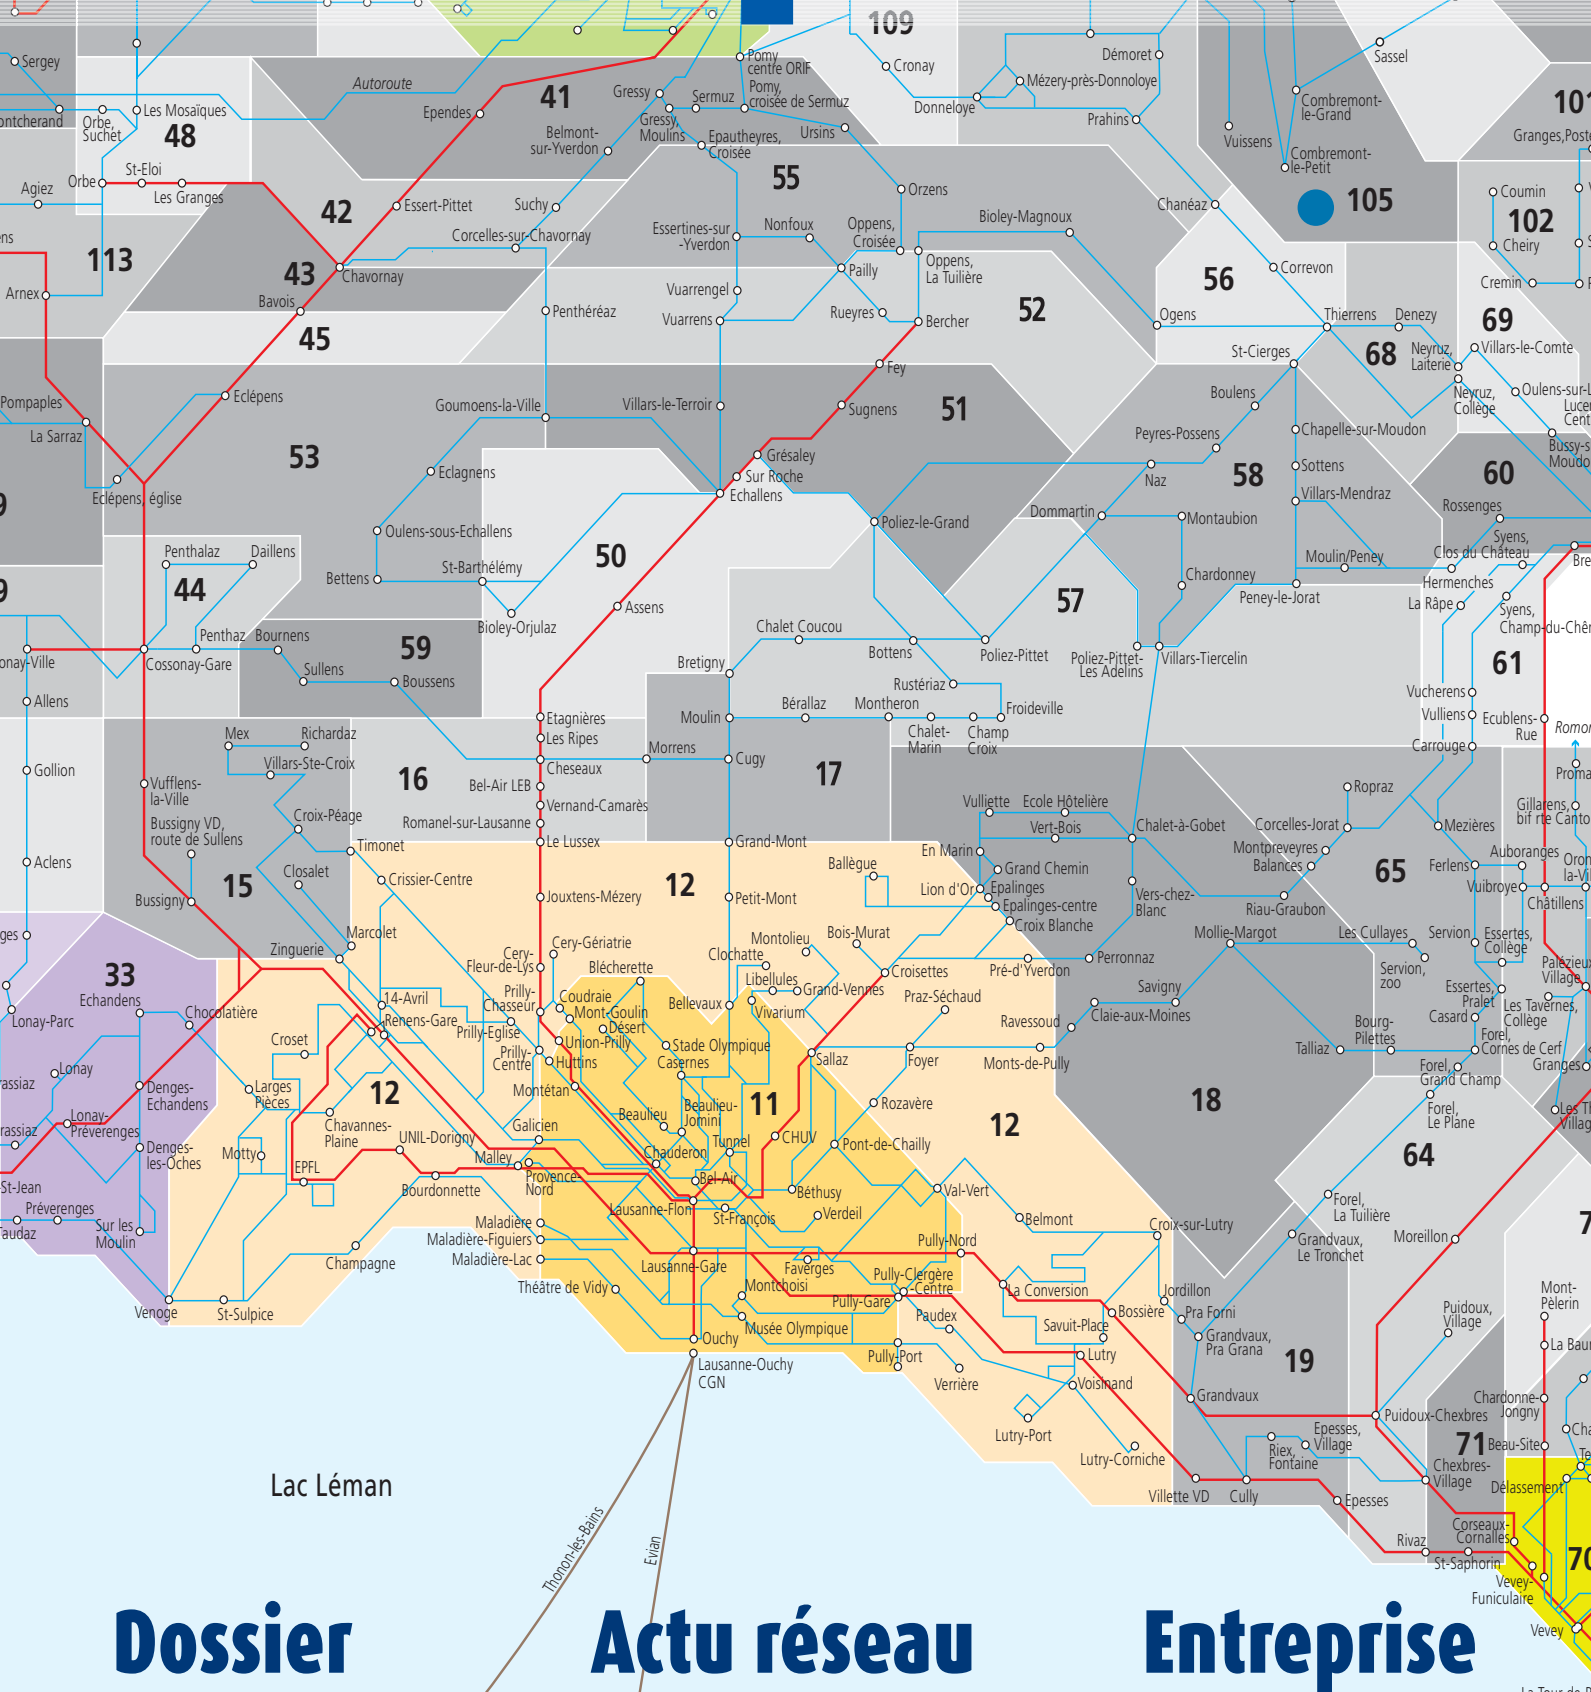 109
Sergey
Autoroute
Pomy
centre ORIF
Cronay
Démoret
Sassel
Les Mosaïques
Orbe,
Suchet
48
Ependes
41
Gressy
Sermuz
Pomy,
croisée de Sermuz
Gressy,
Moulins
Epautheyres,
Croisée
Ursins
Donneloye
Mézery-près-Donnoloye
Prahins
Combremont-
le-Grand
Vuissens
Combremont-
le-Petit
Belmont-
sur-Yverdon
St-Eloi
Orbe
Les Granges
Agiez
42
Essert-Pittet
Suchy
55
Orzens
Chanéaz
105
Coumin
102
Cheiry
Cremin
113
Corcelles-sur-Chavornay
Essertines-sur
-Yverdon
Nonfoux
Oppens,
Croisée
Bioley-Magnoux
Arnex
43
Chavornay
Bavois
Pailly
Oppens,
La Tuilière
56
Correvon
45
Penthéréaz
Vuarrengel
Vuarrens
Rueyres
Bercher
52
Ogens
Thierrens
Denezy
69
St-Cierges
68
Neyruz,
Laiterie
Villars-le-Comte
Pompaples
La Sarraz
Eclépens
Goumoens-la-Ville
Villars-le-Terroir
Fey
Sugnens
51
Boulens
Neyruz,
Collège
Peyres-Possens
Chapelle-sur-Moudon
53
Eclagnens
Grésaley
Sur Roche
Echallens
Naz
58
Sottens
Villars-Mendraz
60
Rossenges
Eclépens, église
Poliez-le-Grand
Dommartin
Montaubion
Syens,
Clos du Château
Oulens-sous-Echallens
Moulin/Peney
Hermenches
Penthalaz
Daillens
44
Bettens
St-Barthélémy
50
Chardonney
Peney-le-Jorat
57
La Râpe
Syens,
Bioley-Orjulaz
Assens
Penthaz
Bournens
59
Cossonay-Gare
Sullens
Boussens
Chalet Coucou
Bottens
Poliez-Pittet
Poliez-Pittet-
Les Adelins
Villars-Tiercelin
61
Bretigny
Rustériaz
Allens
Vucherens
Vulliens
Ecublens-
Rue
Carrouge
Moulin
Bérallaz
Montheron
Chalet-
Marin
Champ
Croix
Froideville
Etagnières
Les Ripes
Mex
Richardaz
Villars-Ste-Croix
Morrens
Cugy
Cheseaux
Gollion
Vufflens-
la-Ville
16
Bel-Air LEB
17
Ropraz
Croix-Péage
Vernand-Camarès
Romanel-sur-Lausanne
Vulliette
Ecole Hôtelière
Vert-Bois
Chalet-à-Gobet
Corcelles-Jorat
Mezières
Bussigny VD,
route de Sullens
Timonet
Le Lussex
Grand-Mont
En Marin
Montpreveyres
Balances
Auboranges
Aclens
Closalet
15
Crissier-Centre
12
Ballègue
Grand Chemin
Lion d'Or
Epalinges
65
Ferlens
Vuibroye
Bussigny
Jouxtens-Mézery
Petit-Mont
Epalinges-centre
Croix Blanche
Vers-chez-
Blanc
Riau-Graubon
Châtillens
Marcolet
Zinguerie
Cery-
Fleur-de-Lys
Cery-Gériatrie
Montolieu
Bois-Murat
Clochatte
Mollie-Margot
Les Cullayes
Servion
Essertes,
Collège
33
Echandens
Blécherette
Croisettes
Pré-d'Yverdon
Perronnaz
Servion,
zoo
Palézieux
Village
Libellules
Grand-Vennes
Lonay-Parc
Chocolatière
14-Avril
Renens-Gare
Prilly-
Chasseur
Prilly-Eglise
Coudraie
Mont-Goulin
Désert
Bellevaux
Vivarium
Praz-Séchaud
Savigny
Claie-aux-Moines
Essertes,
Pralet
Casard
Les Tavernes,
Collège
Croset
Prilly-
Centre
Union-Prilly
Huttins
Stade Olympique
Casernes
Sallaz
Foyer
Ravessoud
Monts-de-Pully
Talliaz
Bourg-
Pilettes
Forel,
Cornes de Cerf
Lonay
Denges-
Echandens
Larges
Pièces
12
Montétan
11
Forel,
Grand Champ
Granges
Lonay-
Préverenges
Chavannes-
Plaine
UNIL-Dorigny
Galicien
Beaulieu
Beaulieu-
Jomini
Tunnel
CHUV
Rozavère
12
18
Forel,
Le Plane
Denges-
les-Oches
Motty
EPFL
Malley
Provence-
Nord
Chauderon
Bel-Air
Pont-de-Chailly
64
Bourdonnette
Lausanne-Flon
St-François
Béthusy
Verdeil
Val-Vert
St-Jean
Préverenges
Sur les
Moulin
Maladière
Maladière-Figuiers
Maladière-Lac
Belmont
Croix-sur-Lutry
Forel,
La Tuilière
Champagne
Lausanne-Gare
Pully-Nord
Grandvaux,
Le Tronchet
Moreillon
Faverges
Pully-Clergère
-Centre
Théâtre de Vidy
Montchoisi
Pully-Gare
La Conversion
Jordillon
Venoge
St-Sulpice
Paudex
Bossière
Pra Forni
Puidoux,
Village
Mont-
Pèlerin
Ouchy
Musée Olympique
Savuit-Place
Grandvaux,
Pra Grana
Lausanne-Ouchy
CGN
Pully-Port
Verrière
Lutry
19
Voisinand
Grandvaux
Chardonne-
Jongny
Puidoux-Chexbres
Lutry-Port
Epesses,
Village
Riex,
Fontaine
71
Beau-Site
Lutry-Corniche
Chexbres-
Village
Lac Léman
Villette VD
Cully
Epesses
Délassement
Corseaux-
Cornalles
Rivaz
St-Saphorin
70
Thonon-les-Bains
Evian
Vevey-
Funiculaire
Vevey
Dossier
Actu réseau
Entreprise